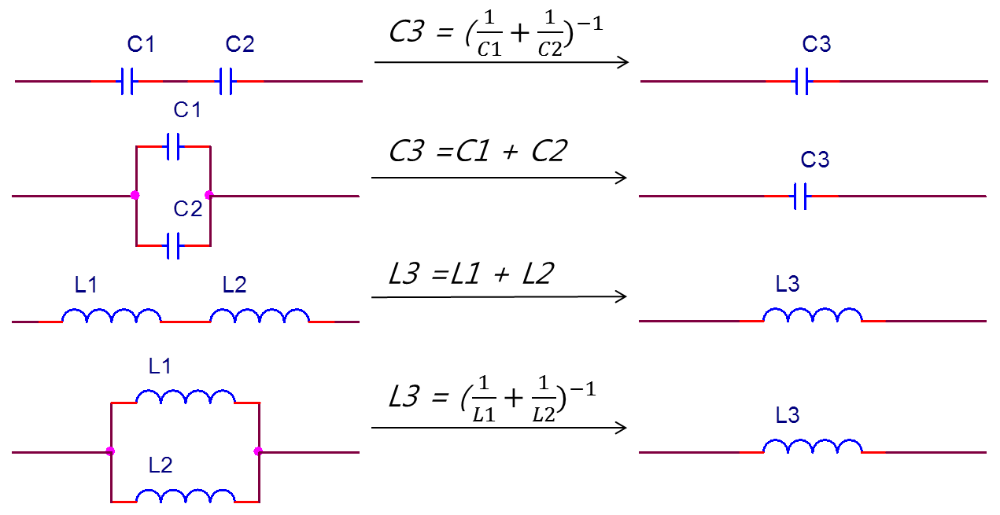 C1 C2 C3 = (1/C1 + 1/C2)⁻¹ C3
C1
C2
C3 =C1 + C2 C3
L1 L2 L3 =L1 + L2 L3
L1
L2
L3 = (1/L1 + 1/L2)⁻¹ L3